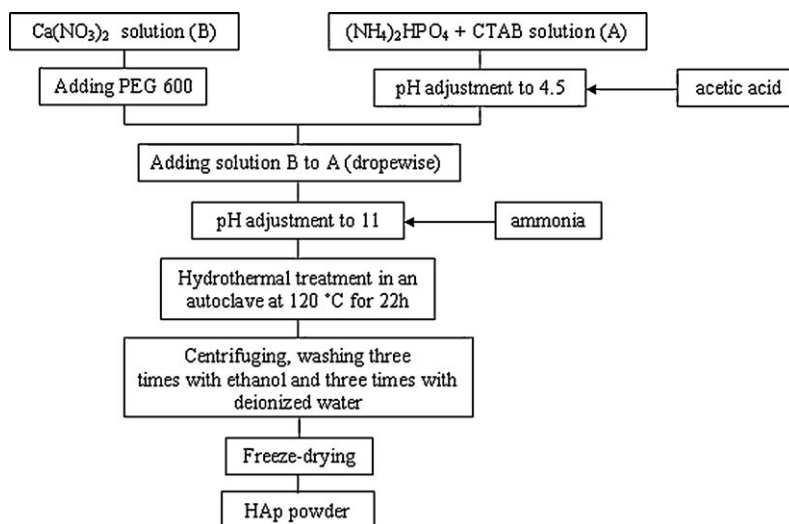 Ca(NO3)2 solution (B)
(NH4)2HPO4 + CTAB solution (A)
Adding PEG 600
pH adjustment to 4.5
acetic acid
Adding solution B to A (dropewise)
pH adjustment to 11
ammonia
Hydrothermal treatment in an
autoclave at 120 ˚C for 22h
Centrifuging, washing three
times with ethanol and three times with
deionized water
Freeze-drying
HAp powder